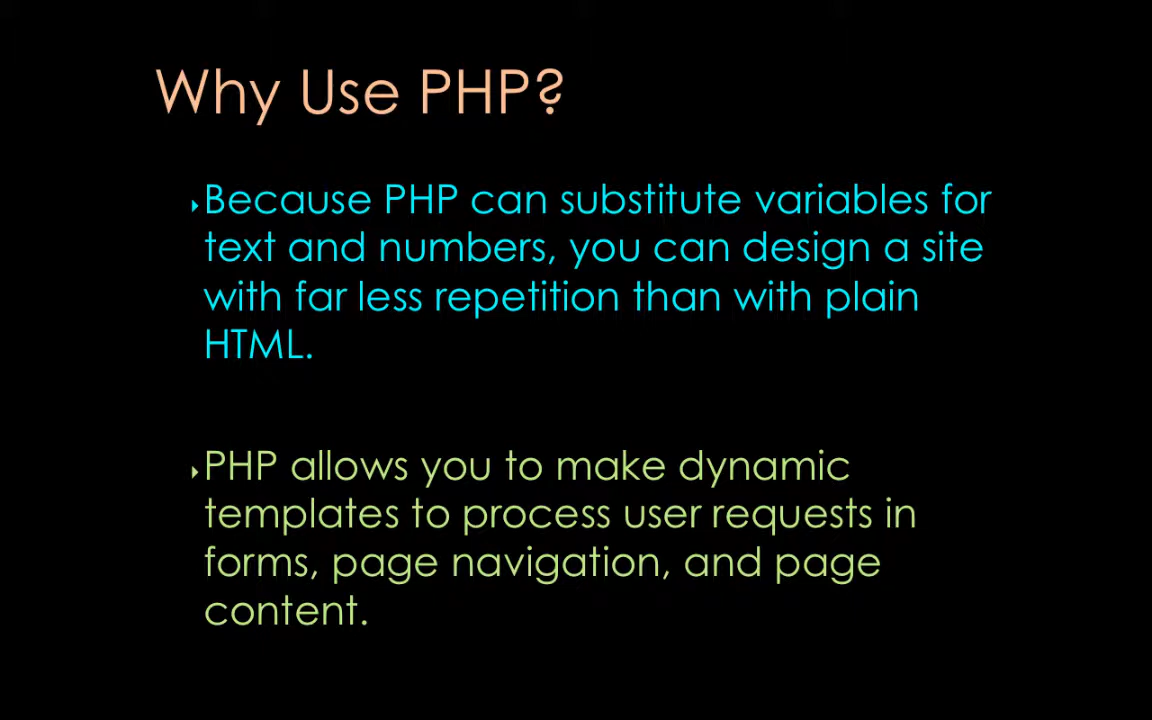 Why Use PHP?
Because PHP can substitute variables for
text and numbers, you can design a site
with far less repetition than with plain
HTML.
PHP allows you to make dynamic
templates to process user requests in
forms, page navigation, and page
content.